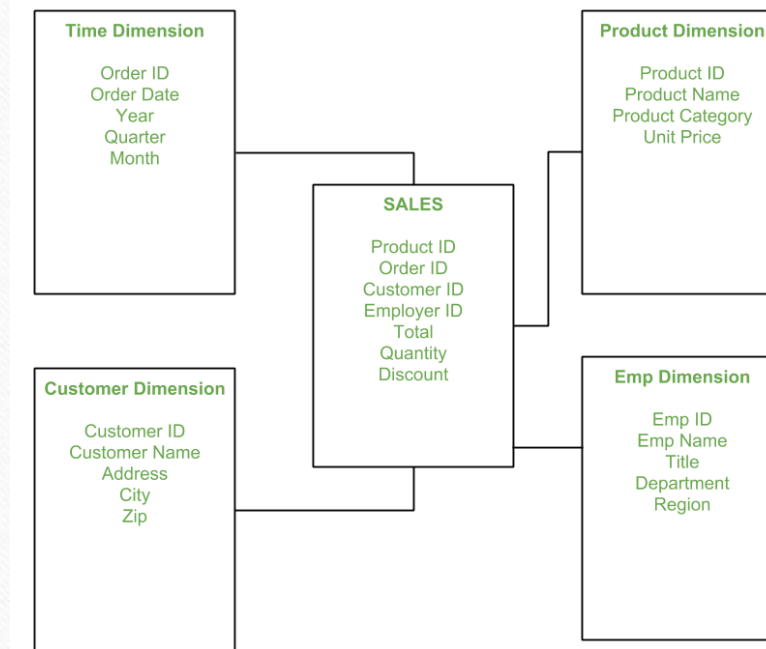 Time Dimension
Order ID
Order Date
Year
Quarter
Month
Product Dimension
Product ID
Product Name
Product Category
Unit Price
SALES
Product ID
Order ID
Customer ID
Employer ID
Total
Quantity
Discount
Customer Dimension
Customer ID
Customer Name
Address
City
Zip
Emp Dimension
Emp ID
Emp Name
Title
Department
Region